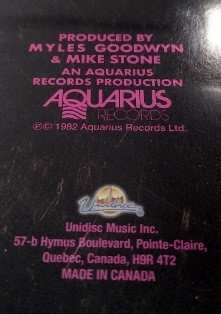 PRODUCED BY
MYLES GOODWYN
& MIKE STONE
AN AQUARIUS
RECORDS PRODUCTION
AQUARIUS
RECORDS
℗© 1982 Aquarius Records Ltd.
Unidisc
Unidisc Music Inc.
57-b Hymus Boulevard, Pointe-Claire,
Quebec, Canada, H9R 4T2
MADE IN CANADA